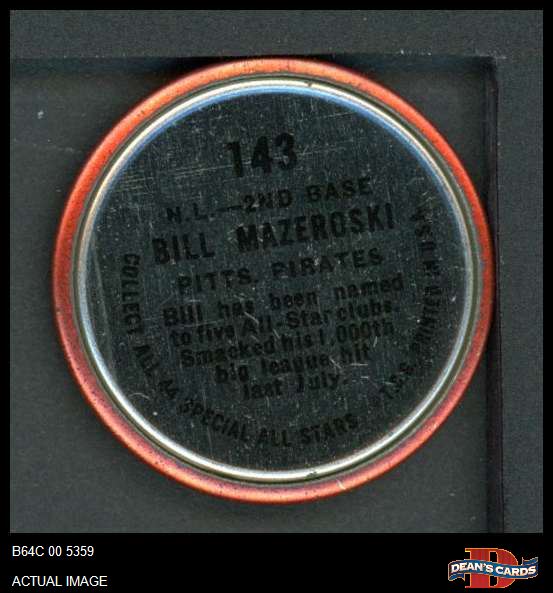 143
N.L.—2ND BASE
BILL MAZEROSKI
PITTS. PIRATES
Bill has been named
to five All-Star clubs.
Smacked his 1,000th
big league hit
last July.
COLLECT ALL 44 SPECIAL ALL STARS
T.C.G. PRINTED IN U.S.A.
B64C 00 5359
ACTUAL IMAGE
D
DEAN'S CARDS